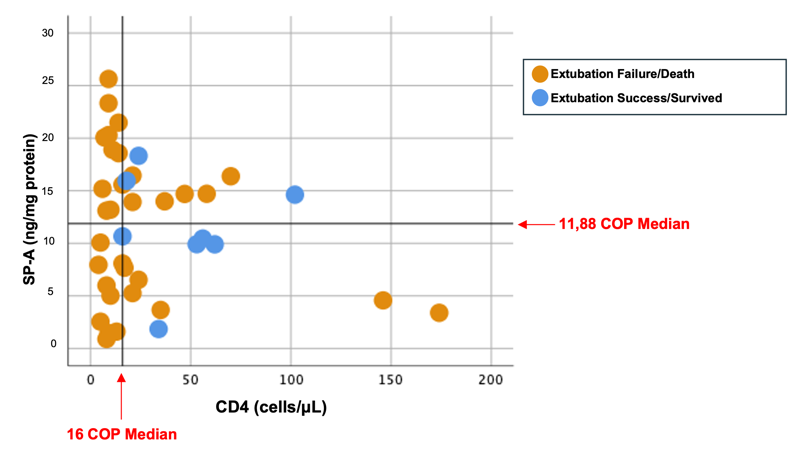 30
25
20
15
10
5
0
SP-A (ng/mg protein)
0 50 100 150 200
CD4 (cells/µL)
16 COP Median
11,88 COP Median
Extubation Failure/Death
Extubation Success/Survived